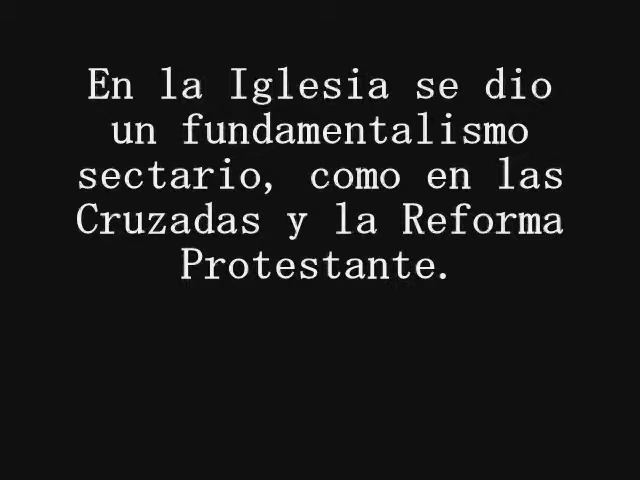 En la Iglesia se dio
un fundamentalismo
sectario, como en las
Cruzadas y la Reforma
Protestante.